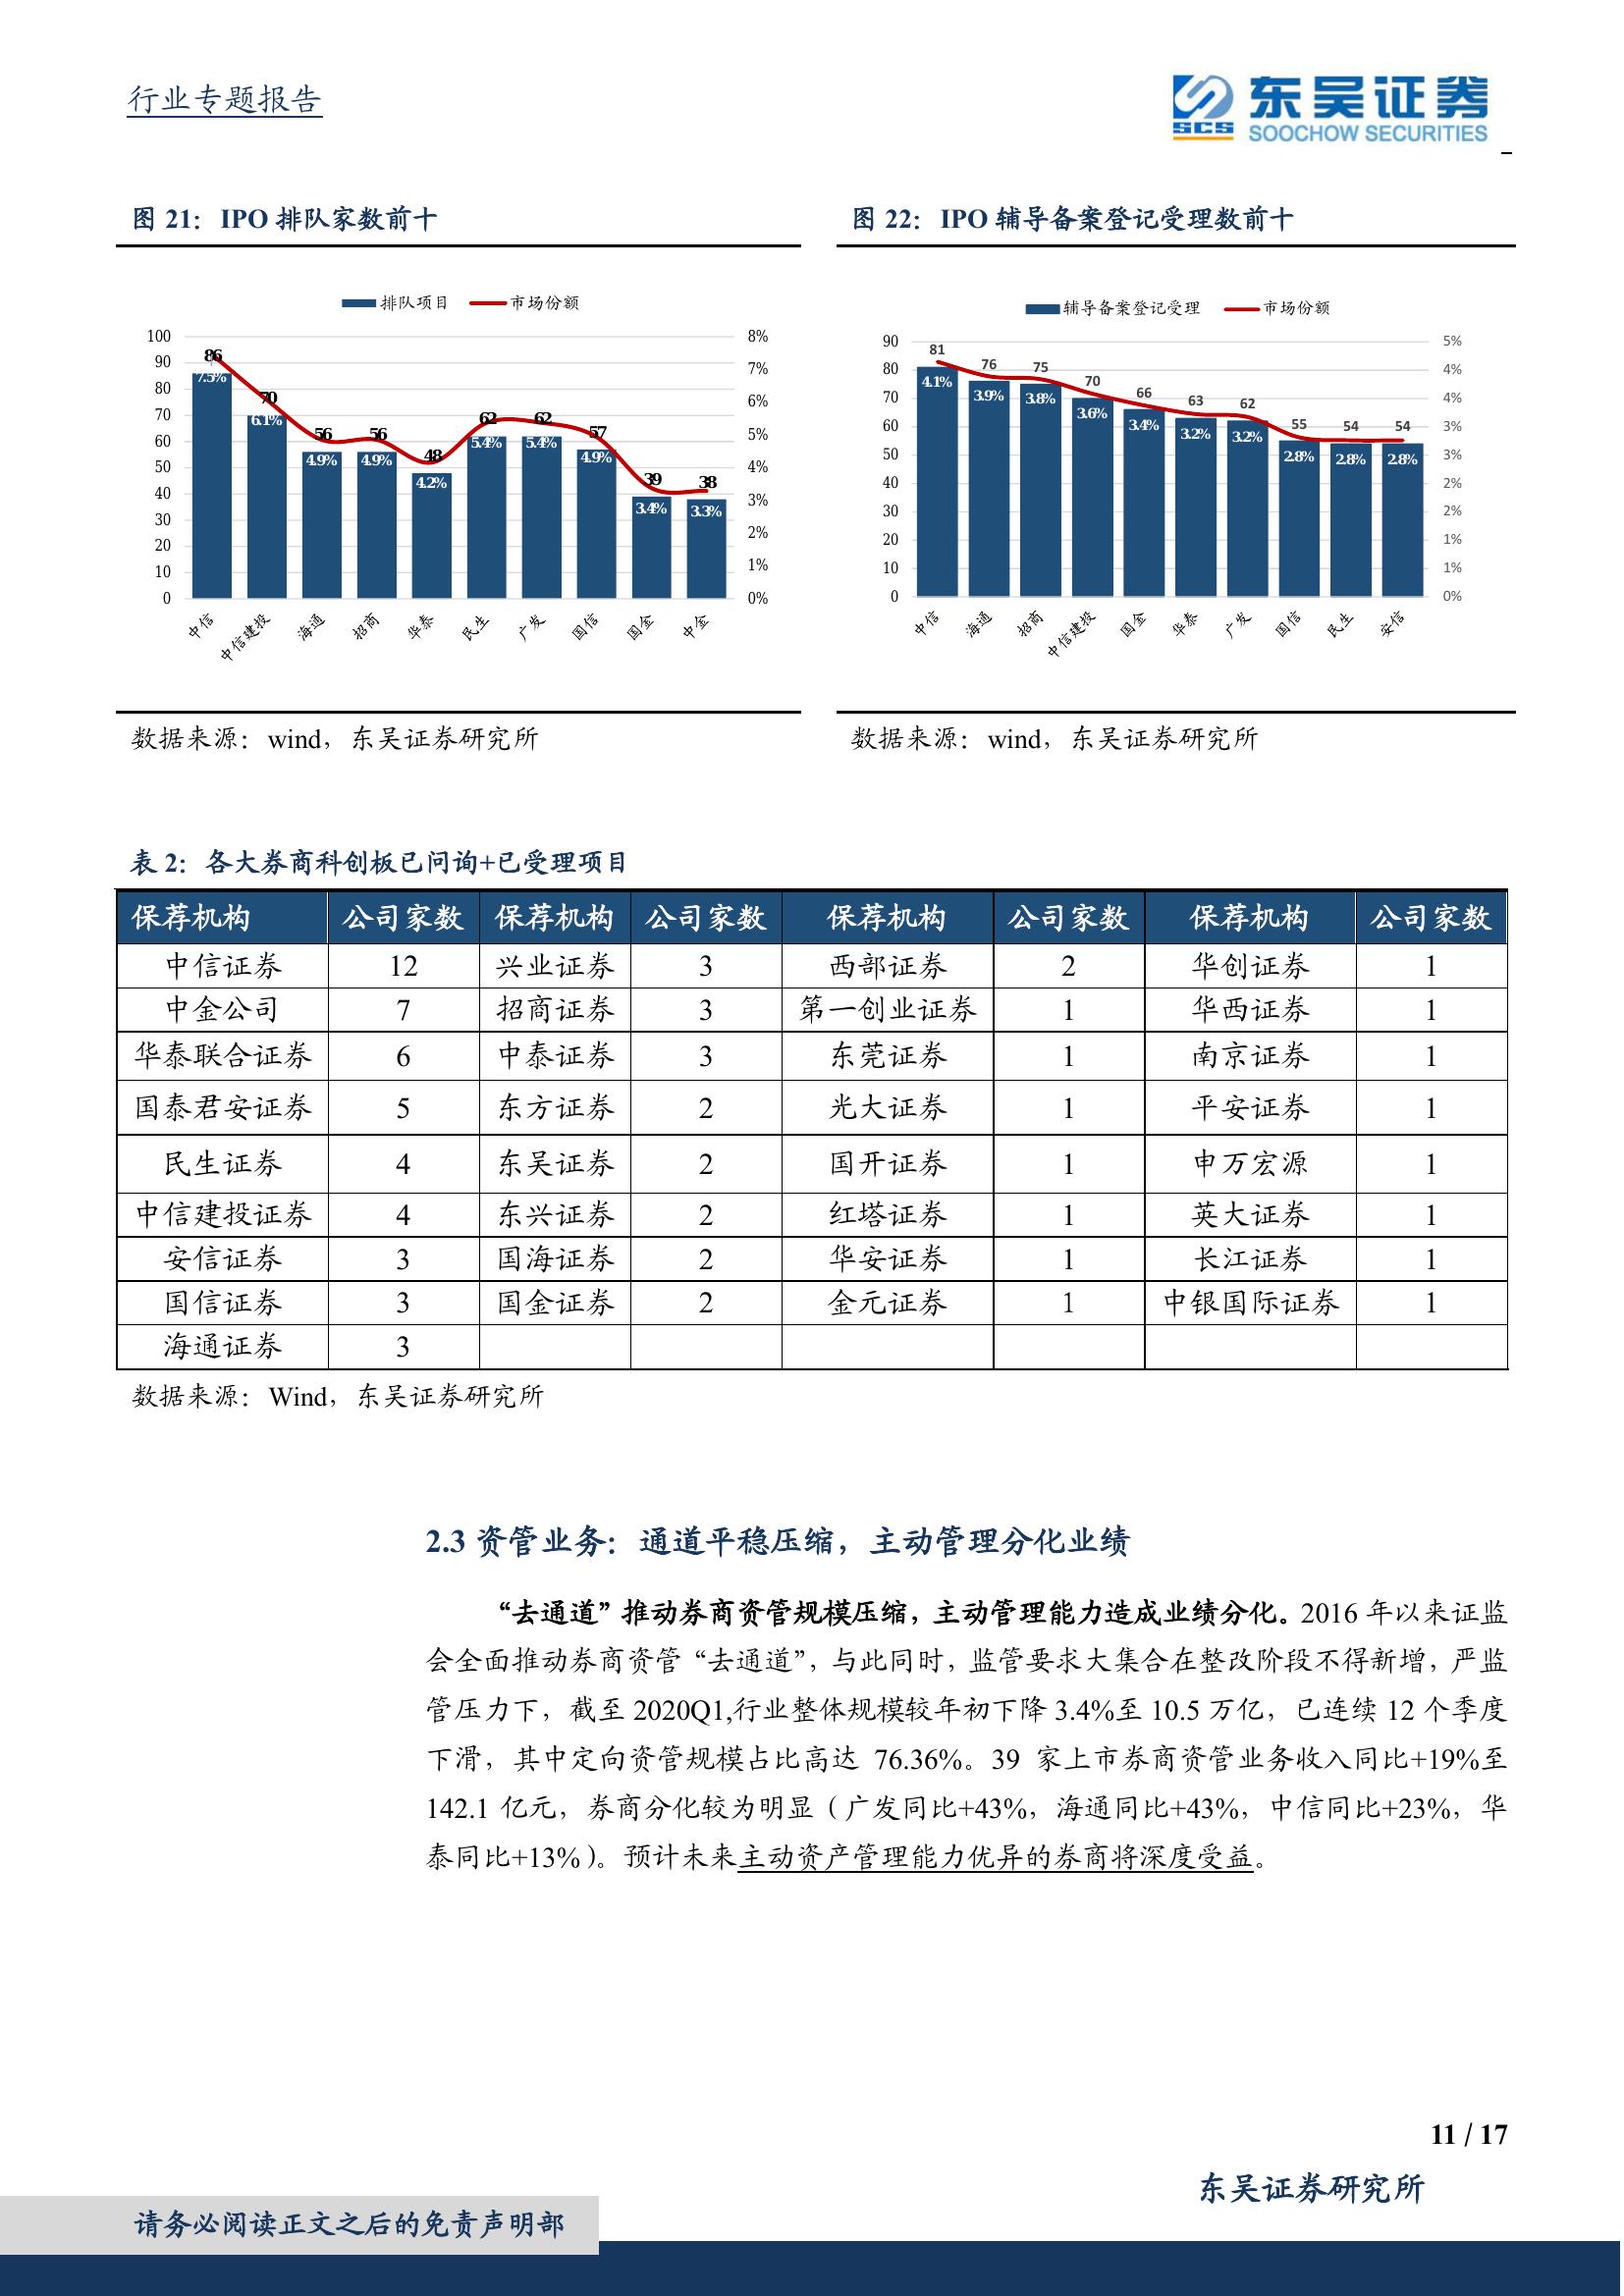 行业专题报告
SCS
东吴证券
SOOCHOW SECURITIES
图 21：IPO 排队家数前十
排队项目 市场份额
100
90
80
70
60
50
40
30
20
10
0
8%
7%
6%
5%
4%
3%
2%
1%
0%
86 70 56 56 48 62 62 57 39 38
7.5% 6.1% 4.9% 4.9% 4.2% 5.4% 5.4% 4.9% 3.4% 3.3%
中信 中信建投 海通 招商 华泰 民生 广发 国信 国金 中金
数据来源：wind，东吴证券研究所
图 22：IPO 辅导备案登记受理数前十
辅导备案登记受理 市场份额
90
80
70
60
50
40
30
20
10
0
5%
4%
4%
3%
3%
2%
2%
1%
1%
0%
81 76 75 70 66 63 62 55 54 54
4.1% 3.9% 3.8% 3.6% 3.4% 3.2% 3.2% 2.8% 2.8% 2.8%
中信 海通 招商 中信建投 国金 华泰 广发 国信 民生 安信
数据来源：wind，东吴证券研究所
表 2：各大券商科创板已问询+已受理项目
保荐机构 公司家数 保荐机构 公司家数 保荐机构 公司家数 保荐机构 公司家数
中信证券 12 兴业证券 3 西部证券 2 华创证券 1
中金公司 7 招商证券 3 第一创业证券 1 华西证券 1
华泰联合证券 6 中泰证券 3 东莞证券 1 南京证券 1
国泰君安证券 5 东方证券 2 光大证券 1 平安证券 1
民生证券 4 东吴证券 2 国开证券 1 申万宏源 1
中信建投证券 4 东兴证券 2 红塔证券 1 英大证券 1
安信证券 3 国海证券 2 华安证券 1 长江证券 1
国信证券 3 国金证券 2 金元证券 1 中银国际证券 1
海通证券 3
数据来源：Wind，东吴证券研究所
2.3 资管业务：通道平稳压缩，主动管理分化业绩
“去通道”推动券商资管规模压缩，主动管理能力造成业绩分化。2016 年以来证监
会全面推动券商资管“去通道”，与此同时，监管要求大集合在整改阶段不得新增，严监
管压力下，截至 2020Q1,行业整体规模较年初下降 3.4%至 10.5 万亿，已连续 12 个季度
下滑，其中定向资管规模占比高达 76.36%。39 家上市券商资管业务收入同比+19%至
142.1 亿元，券商分化较为明显（广发同比+43%，海通同比+43%，中信同比+23%，华
泰同比+13%）。预计未来主动资产管理能力优异的券商将深度受益。
11 / 17
东吴证券研究所
请务必阅读正文之后的免责声明部